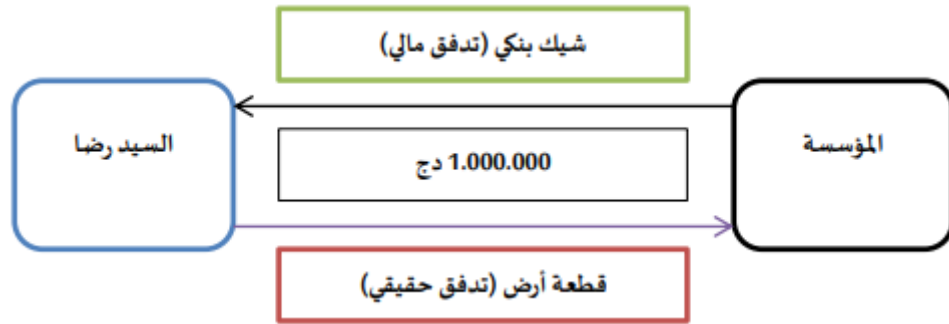 شيك بنكي (تدفق مالي)
المؤسسة
السيد رضا
1.000.000 دج
قطعة أرض (تدفق حقيقي)